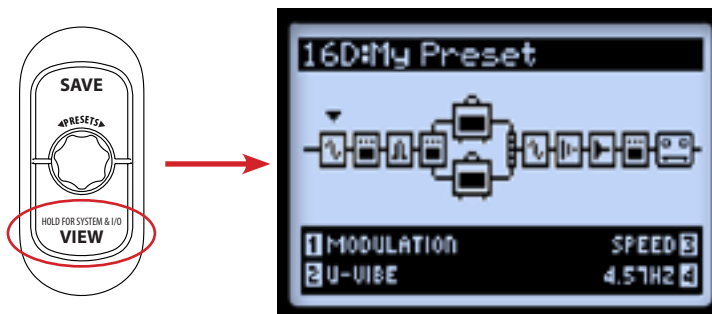 SAVE
◀PRESETS▶
HOLD FOR SYSTEM & I/O
VIEW
16D:My Preset
1 MODULATION SPEED 3
2 U-VIBE 4.57HZ 4